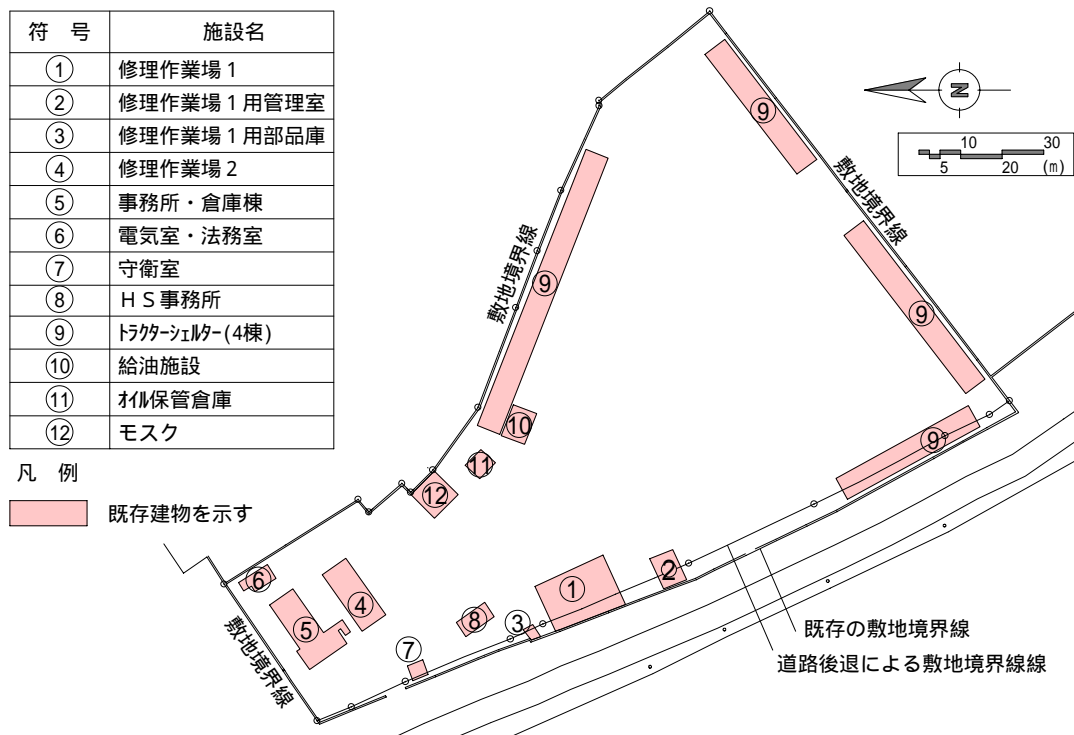 符 号 施設名
① 修理作業場1
② 修理作業場1用管理室
③ 修理作業場1用部品庫
④ 修理作業場2
⑤ 事務所・倉庫棟
⑥ 電気室・法務室
⑦ 守衛室
⑧ HS事務所
⑨ トラクターシェルター(4棟)
⑩ 給油施設
⑪ オイル保管倉庫
⑫ モスク
凡 例
既存建物を示す
N
10 30
5 20 (m)
敷地境界線
敷地境界線
敷地境界線
⑨
⑨
⑨
⑨
⑩
⑪
⑫
⑥
④
⑤
⑧
⑦
③
①
②
既存の敷地境界線
道路後退による敷地境界線線